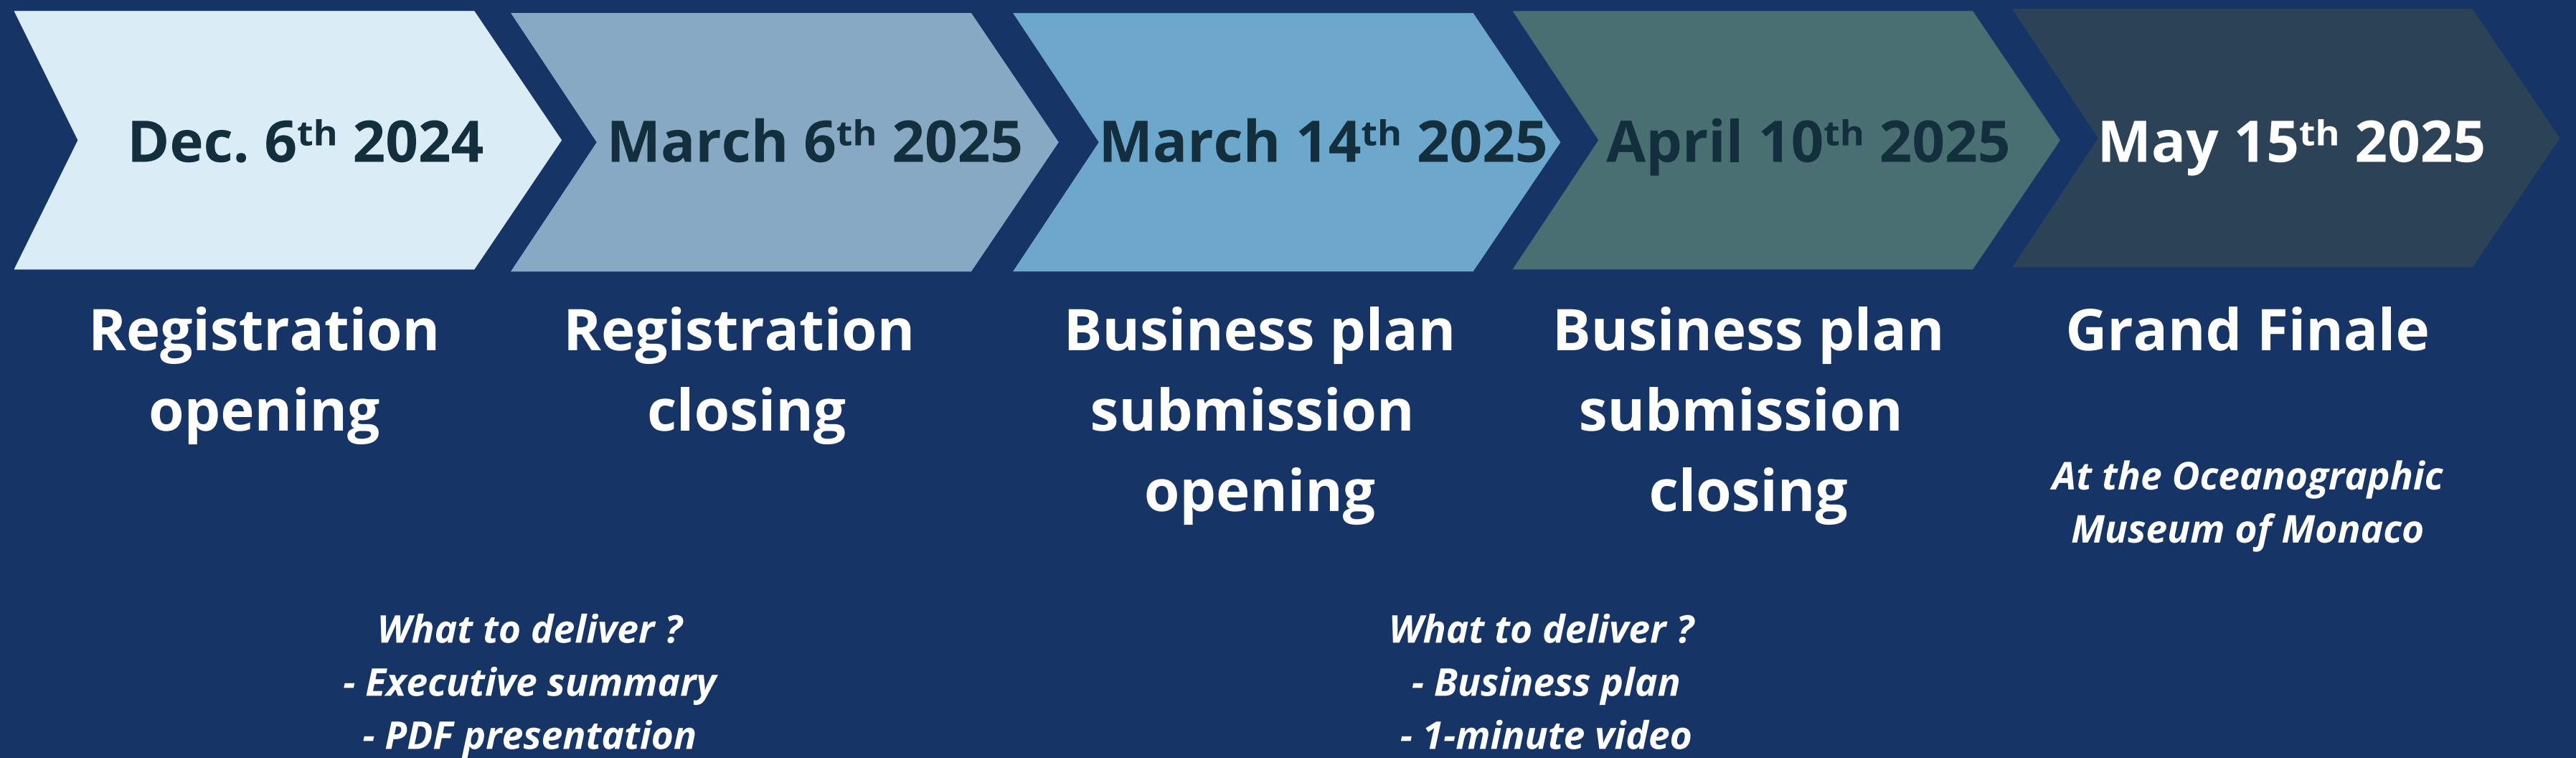 Dec. 6th 2024
March 6th 2025
March 14th 2025
April 10th 2025
May 15th 2025
Registration
opening
Registration
closing
Business plan
submission
opening
Business plan
submission
closing
Grand Finale
At the Oceanographic
Museum of Monaco
What to deliver ?
- Executive summary
- PDF presentation
What to deliver ?
- Business plan
- 1-minute video